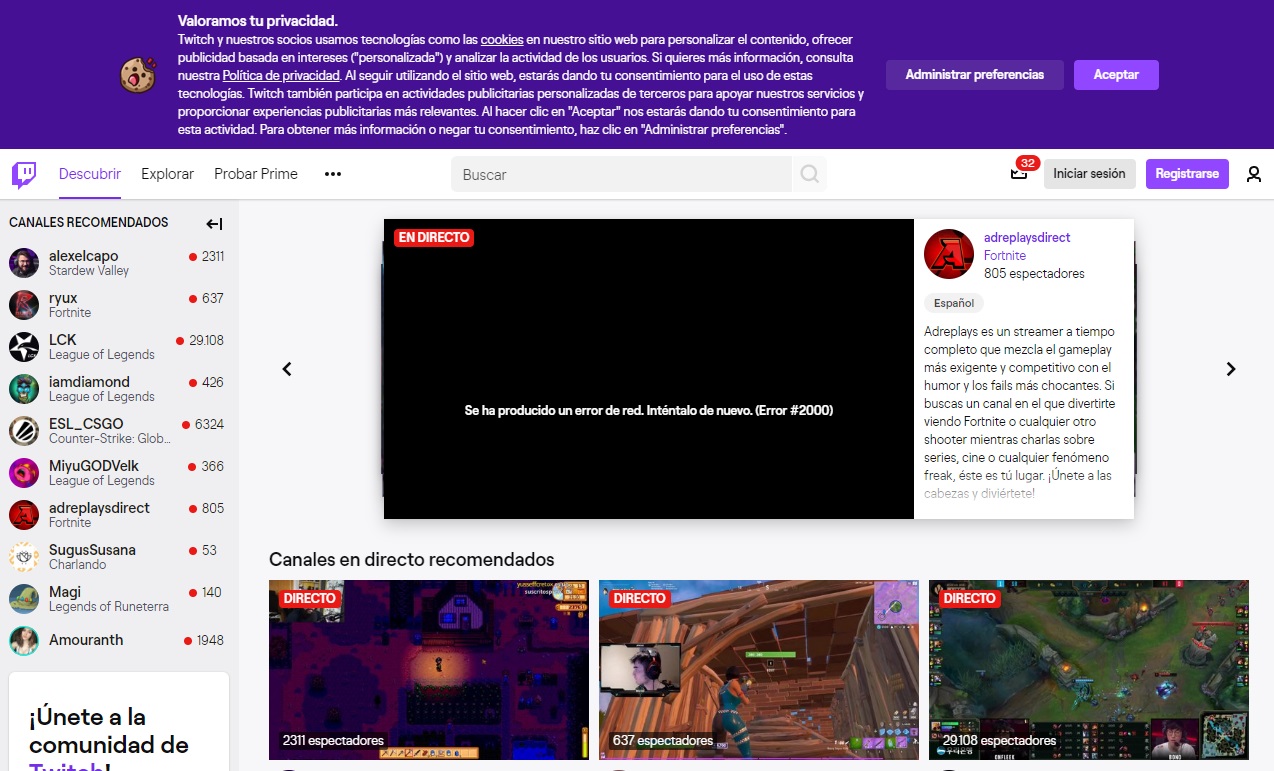 Valoramos tu privacidad.
Twitch y nuestros socios usamos tecnologías como las cookies en nuestro sitio web para personalizar el contenido, ofrecer
publicidad basada en intereses ("personalizada") y analizar la actividad de los usuarios. Si quieres más información, consulta
nuestra Política de privacidad. Al seguir utilizando el sitio web, estarás dando tu consentimiento para el uso de estas
tecnologías. Twitch también participa en actividades publicitarias personalizadas de terceros para apoyar nuestros servicios y
proporcionar experiencias publicitarias más relevantes. Al hacer clic en "Aceptar" nos estarás dando tu consentimiento para
esta actividad. Para obtener más información o negar tu consentimiento, haz clic en "Administrar preferencias".
Administrar preferencias
Aceptar
Descubrir
Explorar
Probar Prime
Buscar
32
Iniciar sesión
Registrarse
CANALES RECOMENDADOS
alexelcapo
2311
Stardew Valley
ryux
637
Fortnite
LCK
29.108
League of Legends
iamdiamond
426
League of Legends
ESL_CSGO
6324
Counter-Strike: Glob...
MiyuGODVelk
366
League of Legends
adreplaysdirect
805
Fortnite
SugusSusana
53
Charlando
Magi
140
Legends of Runeterra
Amouranth
1948
¡Únete a la
comunidad de
Twitch!
EN DIRECTO
Se ha producido un error de red. Inténtalo de nuevo. (Error #2000)
adreplaysdirect
Fortnite
805 espectadores
Español
Adreplays es un streamer a tiempo
completo que mezcla el gameplay
más exigente y competitivo con el
humor y los fails más chocantes. Si
buscas un canal en el que divertirte
viendo Fortnite o cualquier otro
shooter mientras charlas sobre
series, cine o cualquier fenómeno
freak, éste es tú lugar. ¡Únete a las
cabezas y diviértete!
Canales en directo recomendados
DIRECTO
2311 espectadores
DIRECTO
637 espectadores
DIRECTO
29.108 espectadores